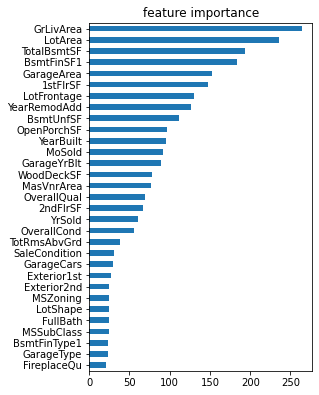 feature importance
GrLivArea
LotArea
TotalBsmtSF
BsmtFinSF1
GarageArea
1stFlrSF
LotFrontage
YearRemodAdd
BsmtUnfSF
OpenPorchSF
YearBuilt
MoSold
GarageYrBlt
WoodDeckSF
MasVnrArea
OverallQual
2ndFlrSF
YrSold
OverallCond
TotRmsAbvGrd
SaleCondition
GarageCars
Exterior1st
Exterior2nd
MSZoning
LotShape
FullBath
MSSubClass
BsmtFinType1
GarageType
FireplaceQu
0 50 100 150 200 250